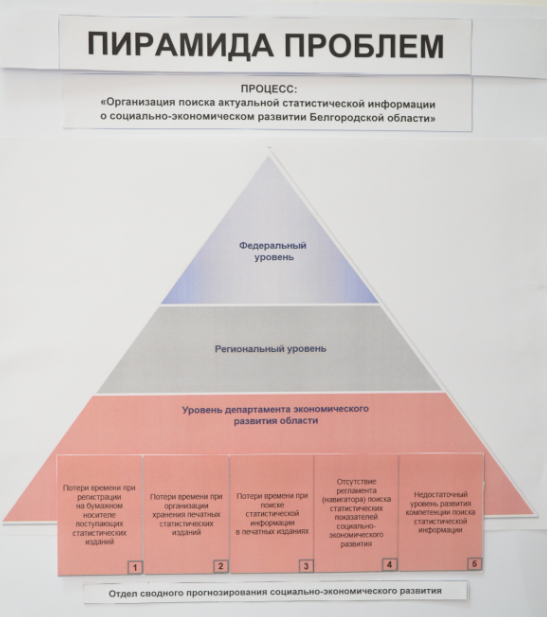 ПИРАМИДА ПРОБЛЕМ
ПРОЦЕСС:
«Организация поиска актуальной статистической информации
о социально-экономическом развитии Белгородской области»
Федеральный
уровень
Региональный уровень
Уровень департамента экономического
развития области
Потери времени при
регистрации
на бумажном
носителе
поступающих
статистических
изданий
1
Потери времени при
организации
хранения печатных
статистических
изданий
2
Потери времени при
поиске
статистической
информации
в печатных изданиях
3
Отсутствие
регламента
(навигатора) поиска
статистических
показателей
социально-
экономического
развития
4
Недостаточный
уровень развития
компетенции поиска
статистической
информации
5
Отдел сводного прогнозирования социально-экономического развития